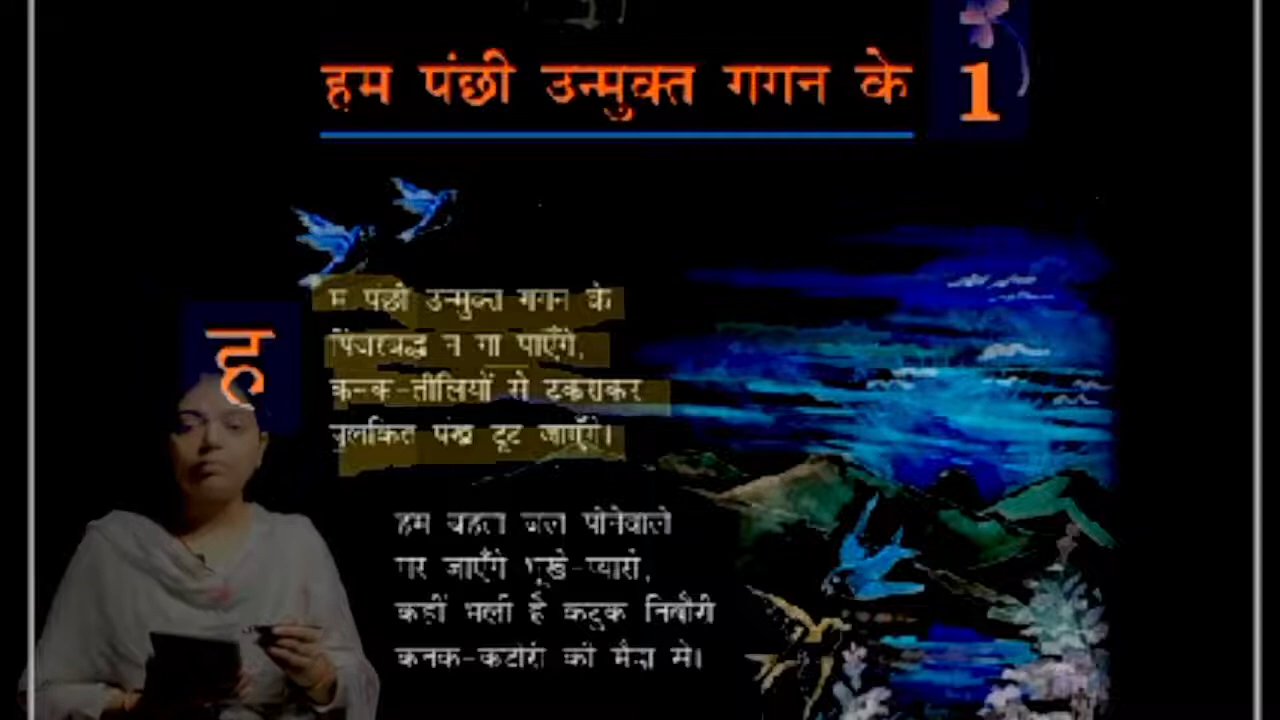 हम पंछी उन्मुक्त गगन के 1
हम पंछी उन्मुक्त गगन के
पिंजरबद्ध न गा पाएँगे,
कनक-तीलियों से टकराकर
पुलकित पंख टूट जाएँगे।
हम बहता जल पीनेवाले
मर जाएँगे भूखे-प्यासे,
कहीं भली है कटुक निबौरी
कनक-कटोरी की मैदा से।